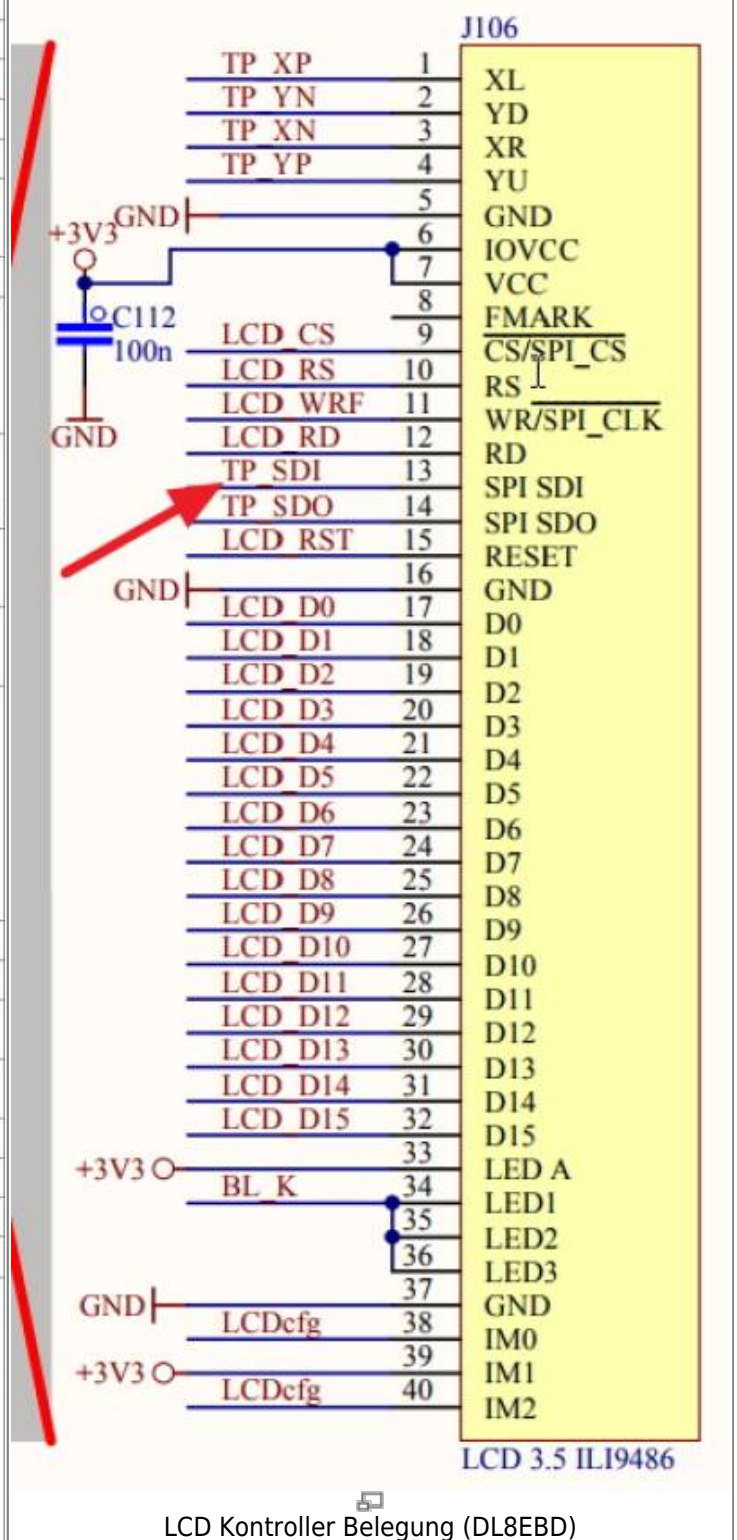 J106
TP_XP 1 XL
TP_YN 2 YD
TP_XN 3 XR
TP_YP 4 YU
GND 5 GND
+3V3 6 IOVCC
7 VCC
C112 8 FMARK
100n LCD_CS 9 CS/SPI_CS
LCD_RS 10 RS
LCD_WRF 11 WR/SPI_CLK
GND LCD_RD 12 RD
TP_SDI 13 SPI SDI
TP_SDO 14 SPI SDO
LCD_RST 15 RESET
GND 16 GND
LCD_D0 17 D0
LCD_D1 18 D1
LCD_D2 19 D2
LCD_D3 20 D3
LCD_D4 21 D4
LCD_D5 22 D5
LCD_D6 23 D6
LCD_D7 24 D7
LCD_D8 25 D8
LCD_D9 26 D9
LCD_D10 27 D10
LCD_D11 28 D11
LCD_D12 29 D12
LCD_D13 30 D13
LCD_D14 31 D14
LCD_D15 32 D15
+3V3 33 LED A
BL_K 34 LED1
35 LED2
36 LED3
GND 37 GND
LCDcfg 38 IM0
+3V3 39 IM1
LCDcfg 40 IM2
LCD 3.5 ILI9486
LCD Kontroller Belegung (DL8EBD)